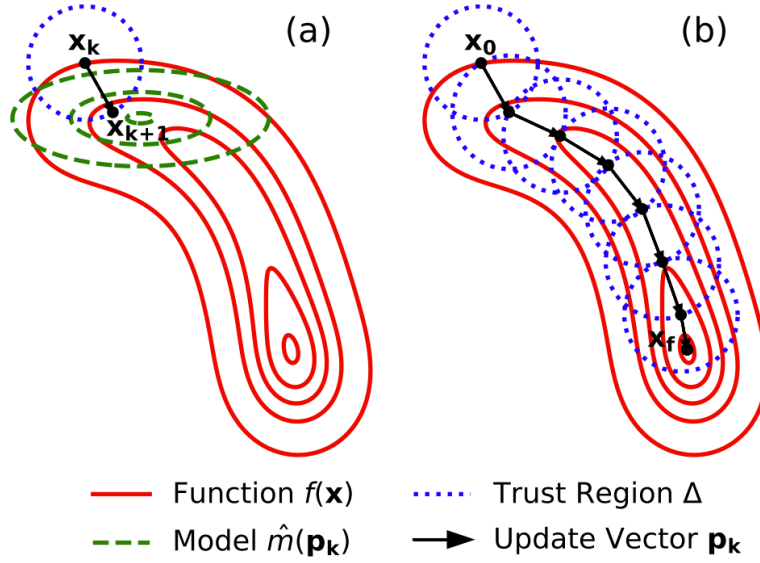 (a)
x_k
x_{k+1}
(b)
x_0
x_f
Function f(x)
Trust Region Δ
Model m̂(p_k)
Update Vector p_k